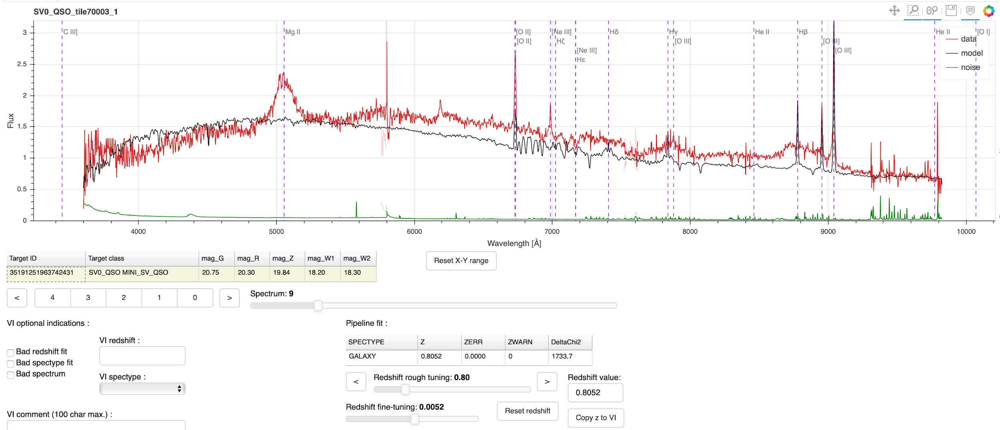 SV0_QSO_tile70003_1
C III]
Mg II
[O II]
[Ne III]
Hδ
Hγ
He II
Hβ
He II
[O I]
[O II]
Hζ
[O III]
[O III]
data
[Ne III]
[O III]
model
Hε
noise
Flux
3
2.5
2
1.5
1
0.5
0
4000
5000
6000
7000
8000
9000
10000
Wavelength [Å]
Target ID Target class mag_G mag_R mag_Z mag_W1 mag_W2
35191251963742431 SV0_QSO MINI_SV_QSO 20.75 20.30 19.84 18.20 18.30
Reset X-Y range
< 4 3 2 1 0 >
Spectrum: 9
VI optional indications :
Bad redshift fit
Bad spectype fit
Bad spectrum
VI redshift :
VI spectype :
VI comment (100 char max.) :
Pipeline fit :
SPECTYPE Z ZERR ZWARN DeltaChi2
GALAXY 0.8052 0.0000 0 1733.7
< Redshift rough tuning: 0.80 >
Redshift value:
0.8052
Redshift fine-tuning: 0.0052
Reset redshift
Copy z to VI